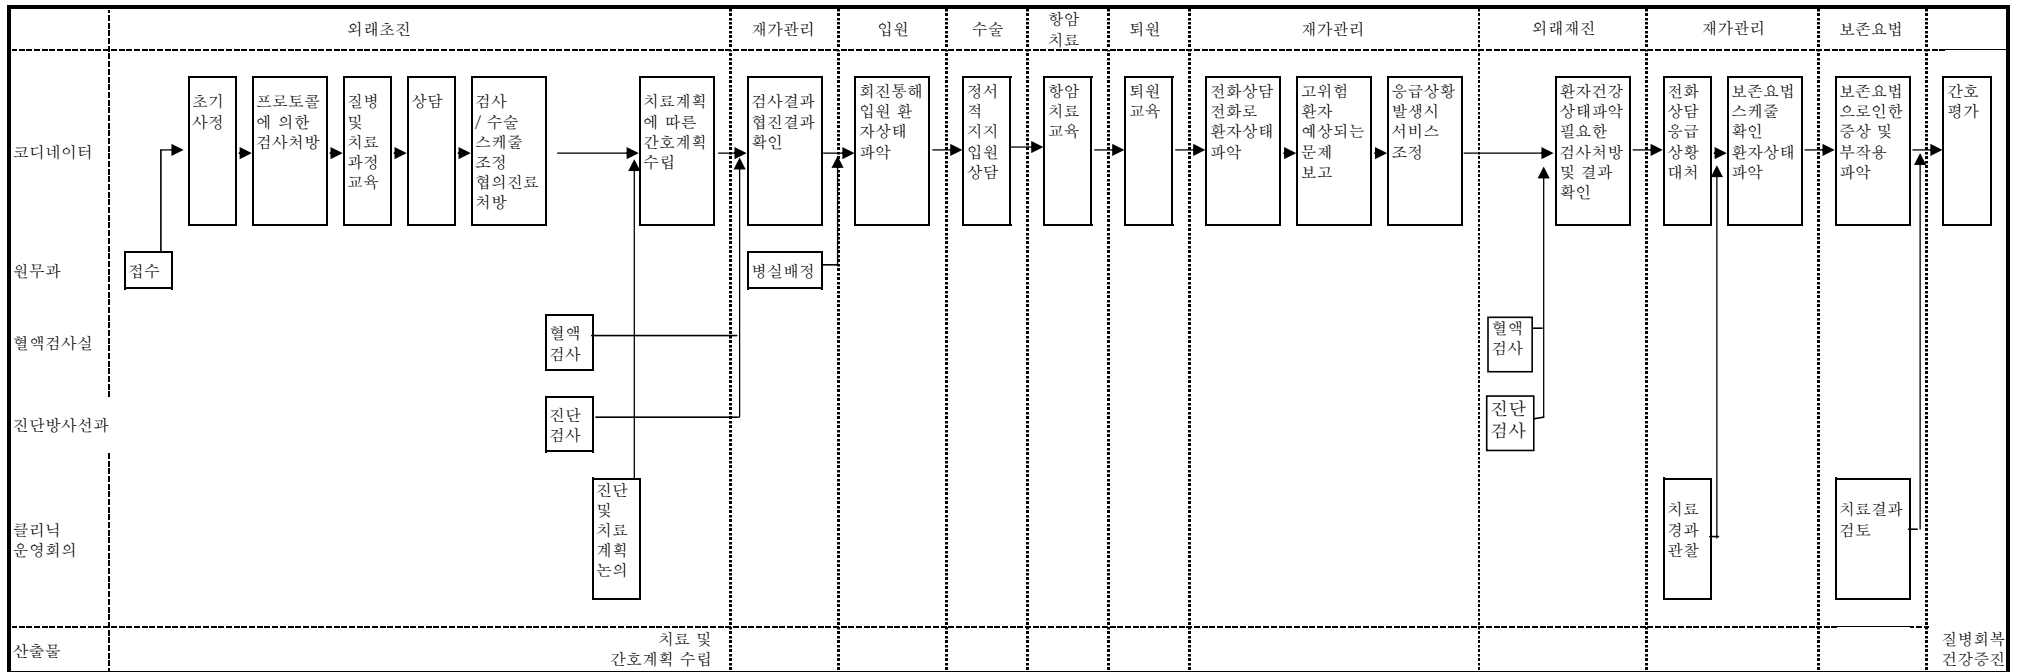 외래초진
재가관리
입원
수술
항암
치료
퇴원
재가관리
외래재진
재가관리
보존요법
코디네이터
초기
사정
프로토콜
에 의한
검사처방
질병
및
치료
과정
교육
상담
검사
/ 수술
스케줄
조정
협의진료
처방
치료계획
에 따른
간호계획
수립
검사결과
협진결과
확인
회진통해
입원 환
자상태
파악
정서
적
지지
입원
상담
항암
치료
교육
퇴원
교육
전화상담
전화로
환자상태
파악
고위험
환자
예상되는
문제
보고
응급상황
발생시
서비스
조정
환자건강
상태파악
필요한
검사처방
및 결과
확인
전화
상담
응급
상황
대처
보존요법
스케줄
확인
환자상태
파악
보존요법
으로인한
증상 및
부작용
파악
간호
평가
원무과
접수
병실배정
혈액검사실
혈액
검사
혈액
검사
진단방사선과
진단
검사
진단
검사
클리닉
운영회의
진단
및
치료
계획
논의
치료
경과
관찰
치료결과
검토
산출물
치료 및
간호계획 수립
질병회복
건강증진